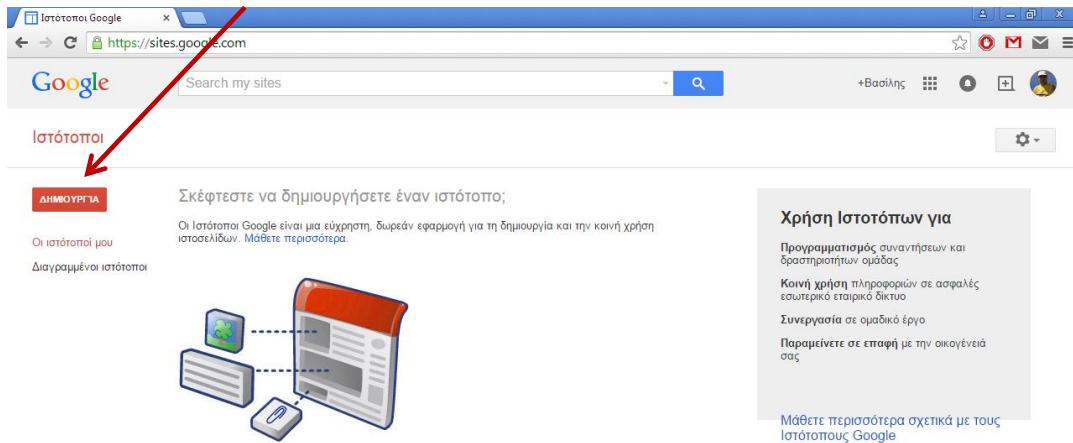 Ιστότοποι Google
https://sites.google.com
Google
Search my sites
+Βασίλης
Ιστότοποι
ΔΗΜΙΟΥΡΓΙΑ
Οι ιστότοποί μου
Διαγραμμένοι ιστότοποι
Σκέφτεστε να δημιουργήσετε έναν ιστότοπο;
Οι Ιστότοποι Google είναι μια εύχρηστη, δωρεάν εφαρμογή για τη δημιουργία και την κοινή χρήση
ιστοσελίδων. Μάθετε περισσότερα.
Χρήση Ιστοτόπων για
Προγραμματισμός συναντήσεων και
δραστηριοτήτων ομάδας
Κοινή χρήση πληροφοριών σε ασφαλές
εσωτερικό εταιρικό δίκτυο
Συνεργασία σε ομαδικό έργο
Παραμείνετε σε επαφή με την οικογένειά
σας
Μάθετε περισσότερα σχετικά με τους
Ιστότοπους Google